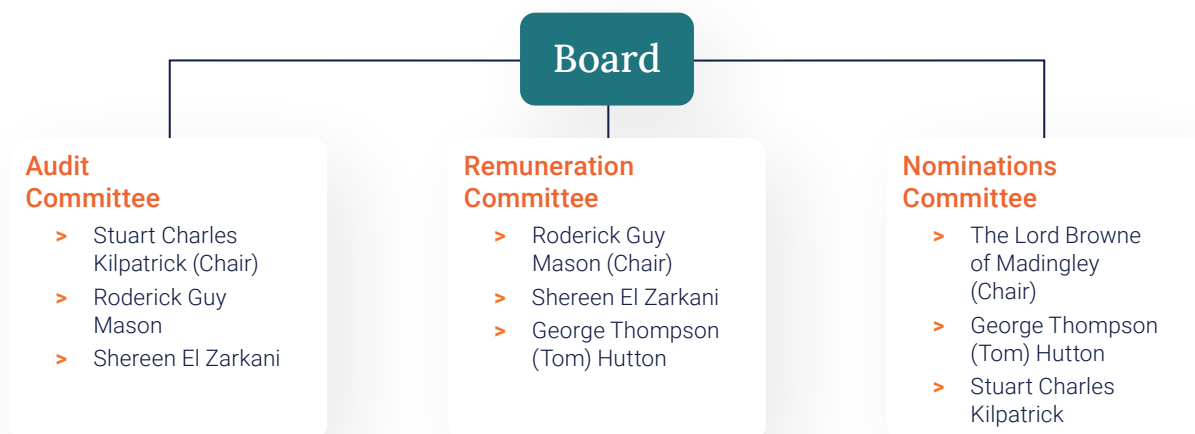 Board
Audit
Committee
> Stuart Charles
Kilpatrick (Chair)
> Roderick Guy
Mason
> Shereen El Zarkani
Remuneration
Committee
> Roderick Guy
Mason (Chair)
> Shereen El Zarkani
> George Thompson
(Tom) Hutton
Nominations
Committee
> The Lord Browne
of Madingley
(Chair)
> George Thompson
(Tom) Hutton
> Stuart Charles
Kilpatrick